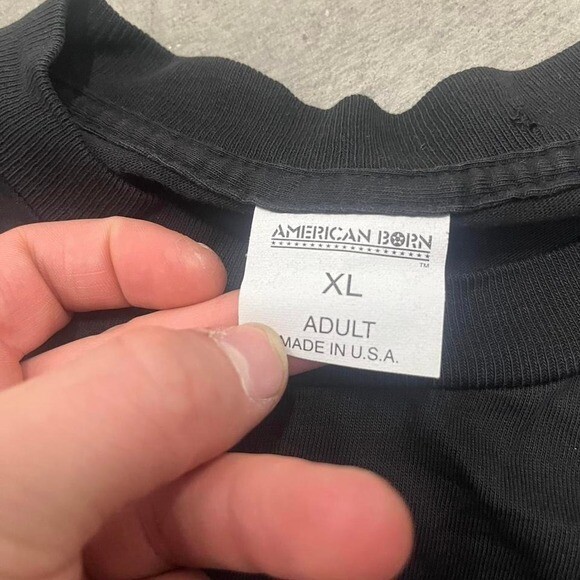 AMERICAN BORN
TM
XL
ADULT
MADE IN U.S.A.